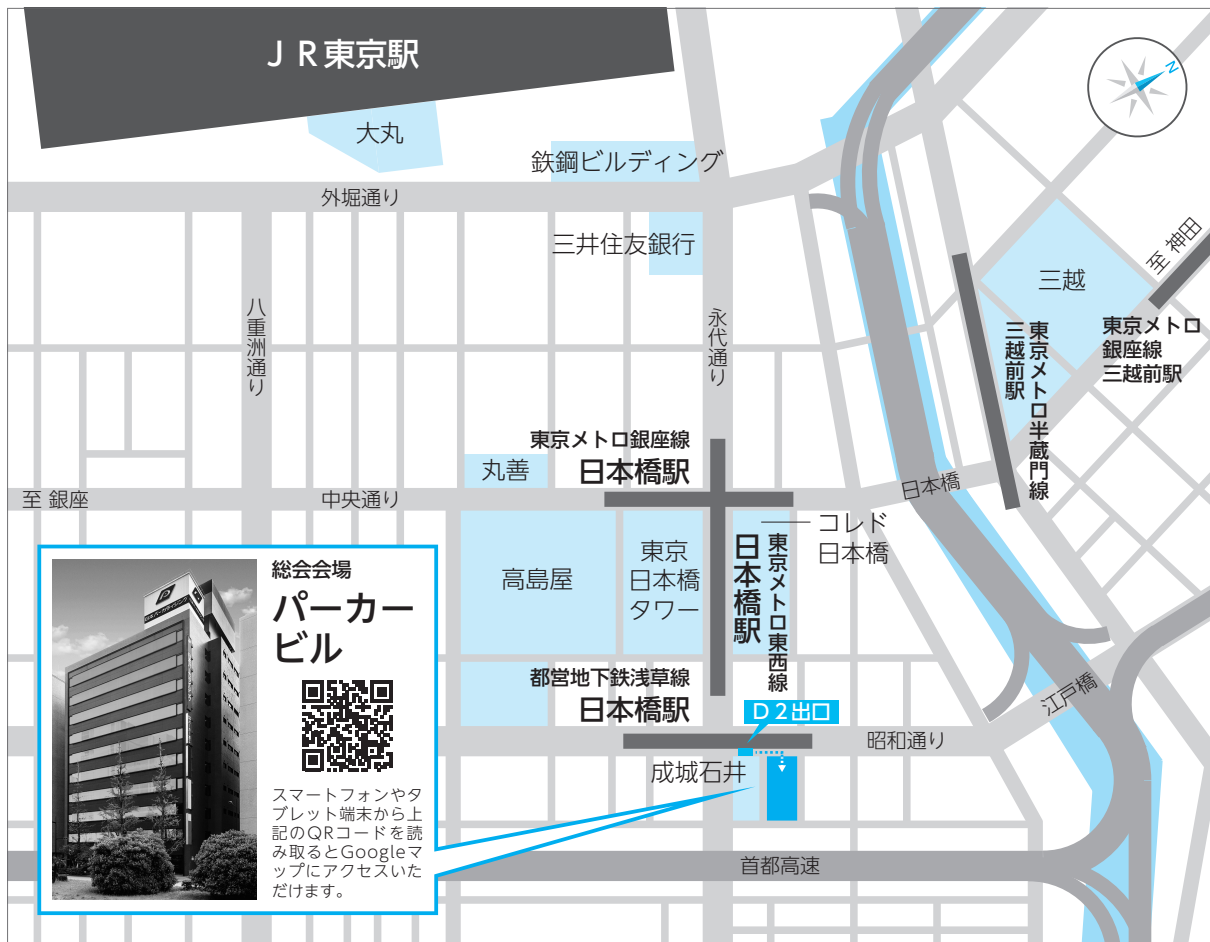 ＪＲ東京駅
N
大丸
鉄鋼ビルディング
外堀通り
三井住友銀行
三越
至 神田
八重洲通り
永代通り
東京メトロ半蔵門線
三越前駅
東京メトロ
銀座線
三越前駅
東京メトロ銀座線
日本橋駅
丸善
至 銀座
中央通り
日本橋
コレド
日本橋
高島屋
東京
日本橋
タワー
東京メトロ東西線
日本橋駅
都営地下鉄浅草線
日本橋駅
Ｄ２出口
昭和通り
江戸橋
成城石井
首都高速
総会会場
パーカー
ビル
スマートフォンやタ
ブレット端末から上
記のQRコードを読
み取るとGoogleマ
ップにアクセスいた
だけます。